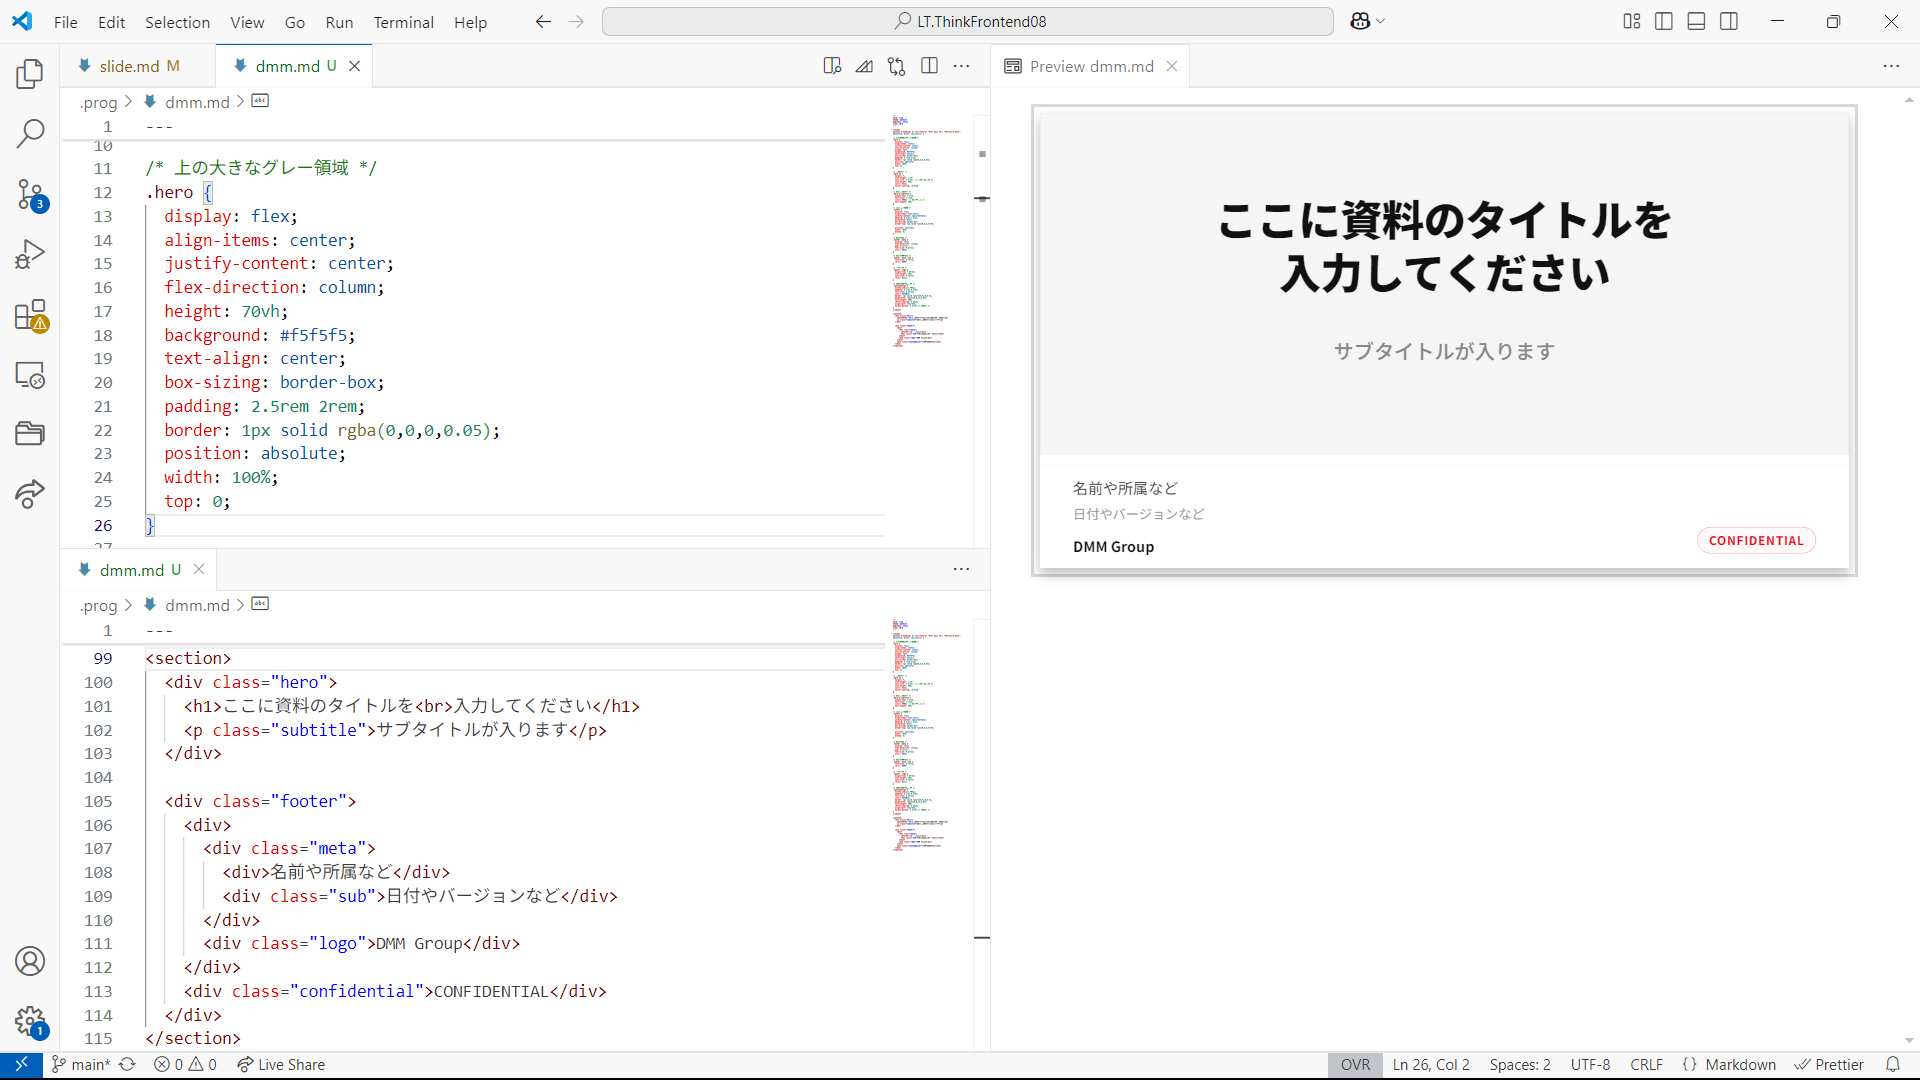 File Edit Selection View Go Run Terminal Help
LT.ThinkFrontend08
slide.md M
dmm.md U
.prog > dmm.md >
1 ---
10
11 /* 上の大きなグレー領域 */
12 .hero {
13 display: flex;
14 align-items: center;
15 justify-content: center;
16 flex-direction: column;
17 height: 70vh;
18 background: #f5f5f5;
19 text-align: center;
20 box-sizing: border-box;
21 padding: 2.5rem 2rem;
22 border: 1px solid rgba(0,0,0,0.05);
23 position: absolute;
24 width: 100%;
25 top: 0;
26 }
27
dmm.md U
.prog > dmm.md >
1 ---
99 <section>
100 <div class="hero">
101 <h1>ここに資料のタイトルを<br>入力してください</h1>
102 <p class="subtitle">サブタイトルが入ります</p>
103 </div>
104
105 <div class="footer">
106 <div>
107 <div class="meta">
108 <div>名前や所属など</div>
109 <div class="sub">日付やバージョンなど</div>
110 </div>
111 <div class="logo">DMM Group</div>
112 </div>
113 <div class="confidential">CONFIDENTIAL</div>
114 </div>
115 </section>
Preview dmm.md
ここに資料のタイトルを
入力してください
サブタイトルが入ります
名前や所属など
日付やバージョンなど
DMM Group
CONFIDENTIAL
3
1
main* 0 0 Live Share
OVR Ln 26, Col 2 Spaces: 2 UTF-8 CRLF {} Markdown Prettier